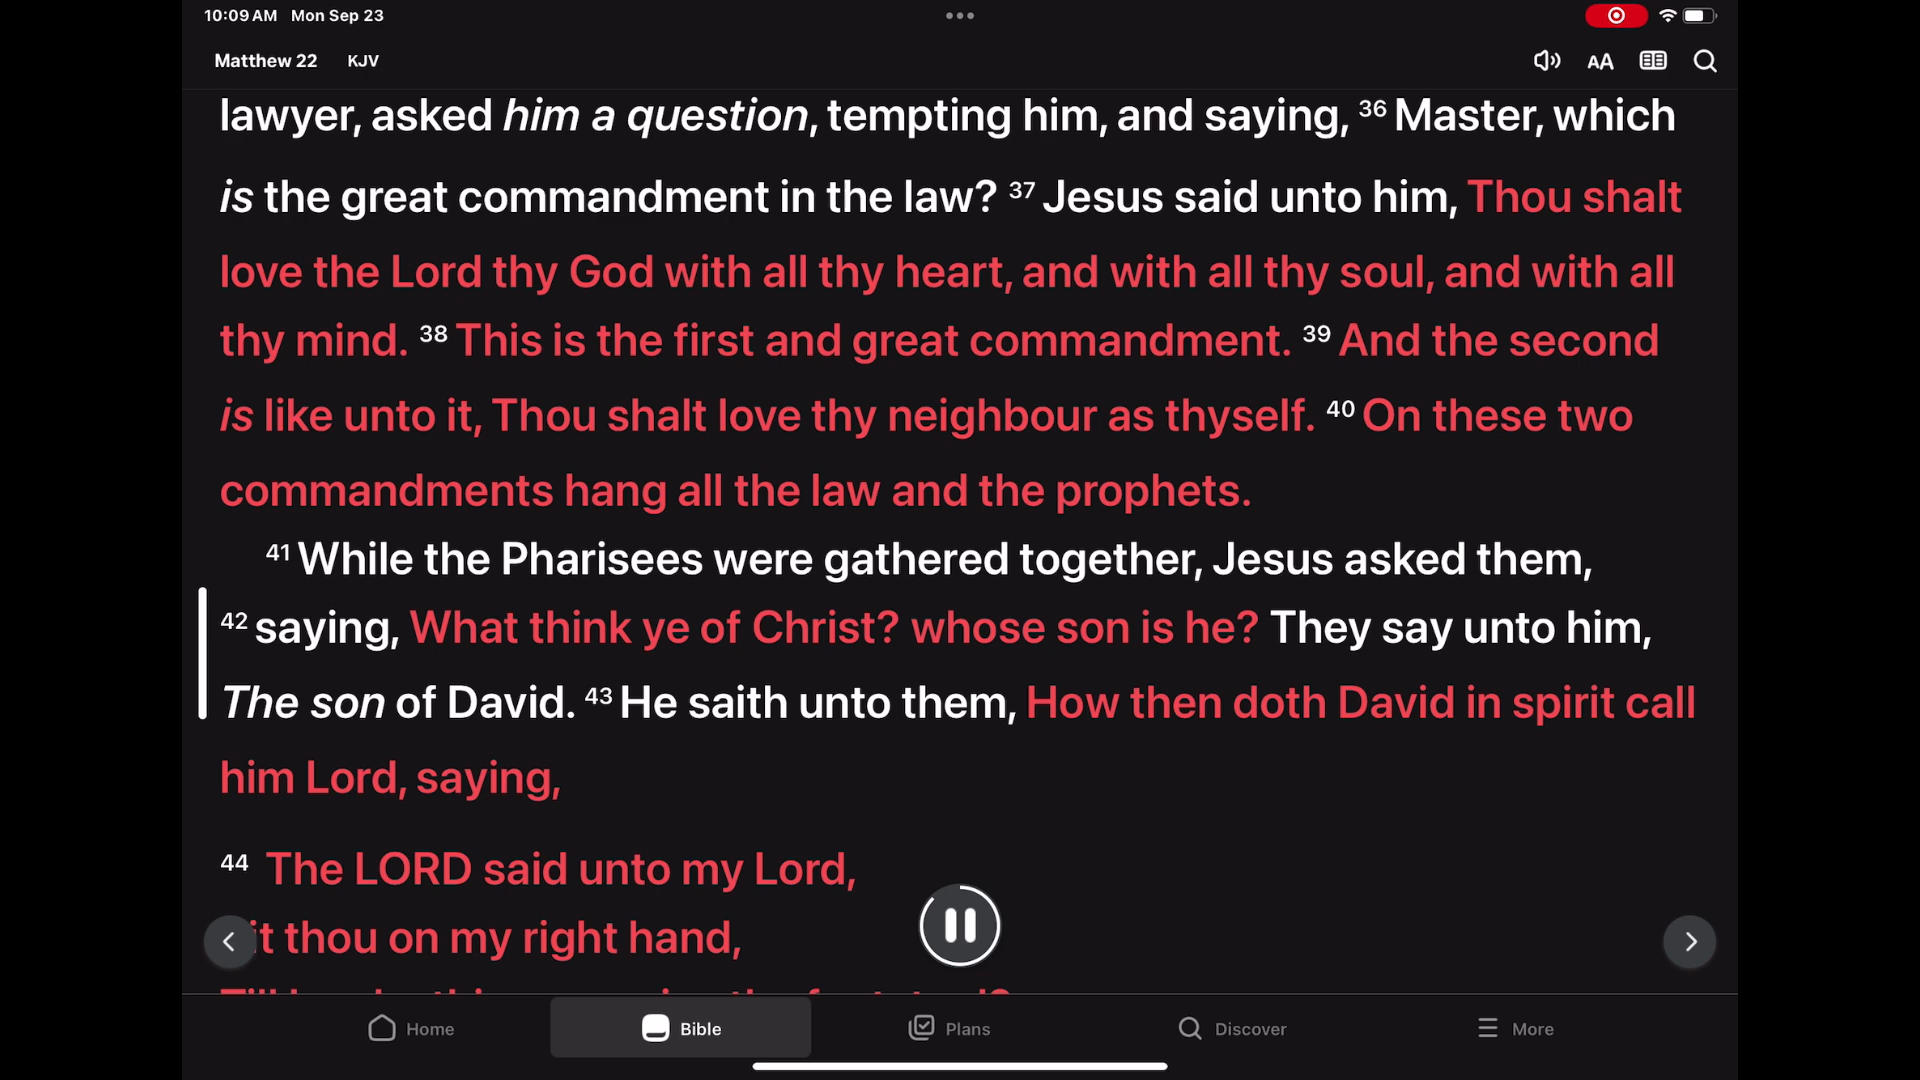 10:09 AM Mon Sep 23
Matthew 22 KJV AA
lawyer, asked him a question, tempting him, and saying, 36 Master, which
is the great commandment in the law? 37 Jesus said unto him, Thou shalt
love the Lord thy God with all thy heart, and with all thy soul, and with all
thy mind. 38 This is the first and great commandment. 39 And the second
is like unto it, Thou shalt love thy neighbour as thyself. 40 On these two
commandments hang all the law and the prophets.
41 While the Pharisees were gathered together, Jesus asked them,
42 saying, What think ye of Christ? whose son is he? They say unto him,
The son of David. 43 He saith unto them, How then doth David in spirit call
him Lord, saying,
44 The LORD said unto my Lord,
it thou on my right hand,
Home Bible Plans Discover More